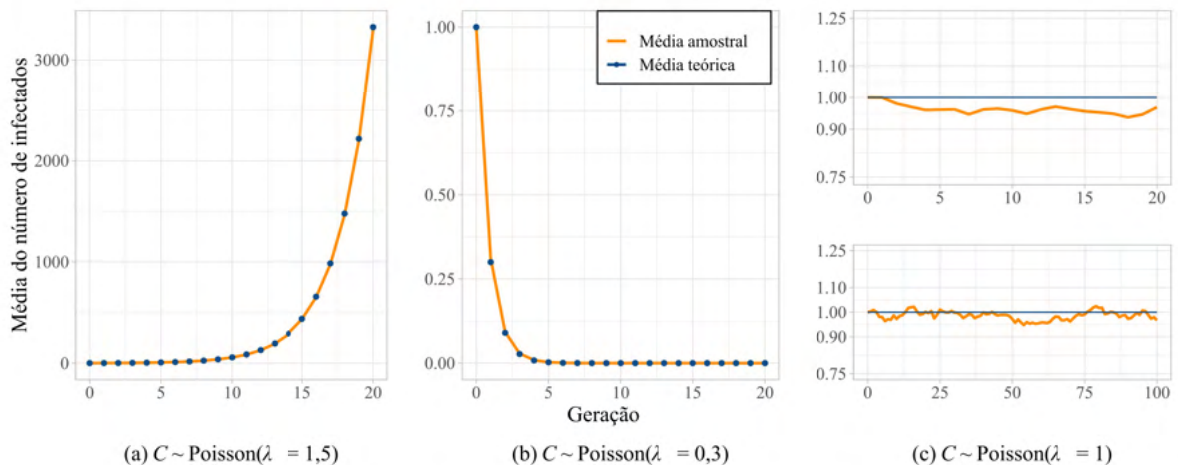 Média do número de infectados
3000
2000
1000
0
0 5 10 15 20
(a) C ~ Poisson(λ = 1,5)
1.00
0.75
0.50
0.25
0.00
0 5 10 15 20
Média amostral
Média teórica
Geração
(b) C ~ Poisson(λ = 0,3)
1.25
1.10
1.00
0.90
0.75
0 5 10 15 20
1.25
1.10
1.00
0.90
0.75
0 25 50 75 100
(c) C ~ Poisson(λ = 1)